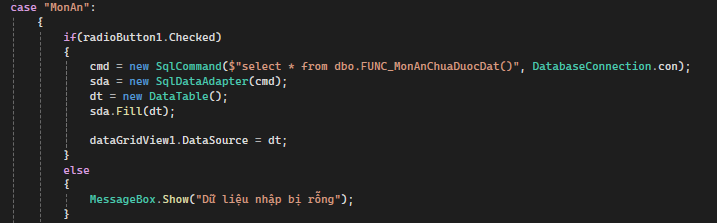 case "MonAn":
{
if(radioButton1.Checked)
{
cmd = new SqlCommand($"select * from dbo.FUNC_MonAnChuaDuocDat()", DatabaseConnection.con);
sda = new SqlDataAdapter(cmd);
dt = new DataTable();
sda.Fill(dt);
dataGridView1.DataSource = dt;
}
else
{
MessageBox.Show("Dữ liệu nhập bị rỗng");
}